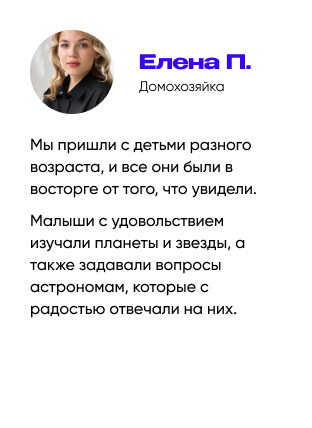 Елена П.
Домохозяйка
Мы пришли с детьми разного
возраста, и все они были в
восторге от того, что увидели.
Малыши с удовольствием
изучали планеты и звезды, а
также задавали вопросы
астрономам, которые с
радостью отвечали на них.